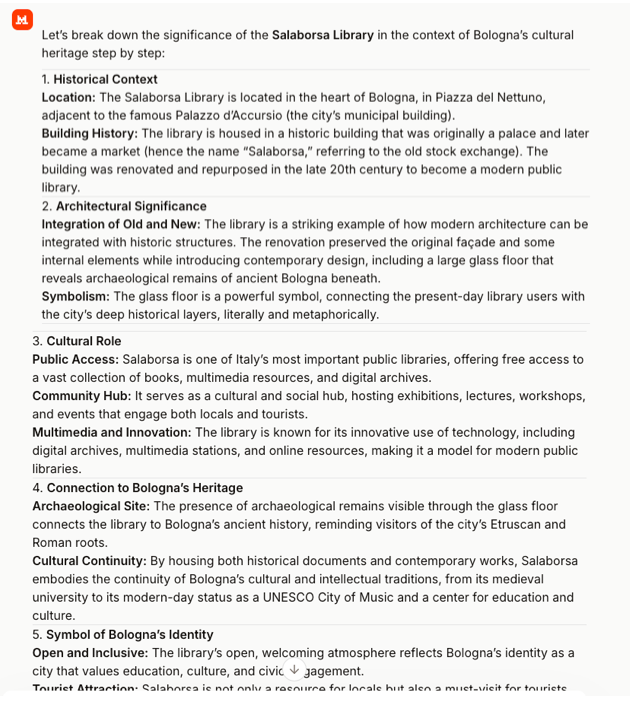 Let’s break down the significance of the Salaborsa Library in the context of Bologna’s cultural
heritage step by step:
1. Historical Context
Location: The Salaborsa Library is located in the heart of Bologna, in Piazza del Nettuno,
adjacent to the famous Palazzo d’Accursio (the city’s municipal building).
Building History: The library is housed in a historic building that was originally a palace and later
became a market (hence the name “Salaborsa,” referring to the old stock exchange). The
building was renovated and repurposed in the late 20th century to become a modern public
library.
2. Architectural Significance
Integration of Old and New: The library is a striking example of how modern architecture can be
integrated with historic structures. The renovation preserved the original façade and some
internal elements while introducing contemporary design, including a large glass floor that
reveals archaeological remains of ancient Bologna beneath.
Symbolism: The glass floor is a powerful symbol, connecting the present-day library users with
the city’s deep historical layers, literally and metaphorically.
3. Cultural Role
Public Access: Salaborsa is one of Italy’s most important public libraries, offering free access to
a vast collection of books, multimedia resources, and digital archives.
Community Hub: It serves as a cultural and social hub, hosting exhibitions, lectures, workshops,
and events that engage both locals and tourists.
Multimedia and Innovation: The library is known for its innovative use of technology, including
digital archives, multimedia stations, and online resources, making it a model for modern public
libraries.
4. Connection to Bologna’s Heritage
Archaeological Site: The presence of archaeological remains visible through the glass floor
connects the library to Bologna’s ancient history, reminding visitors of the city’s Etruscan and
Roman roots.
Cultural Continuity: By housing both historical documents and contemporary works, Salaborsa
embodies the continuity of Bologna’s cultural and intellectual traditions, from its medieval
university to its modern-day status as a UNESCO City of Music and a center for education and
culture.
5. Symbol of Bologna’s Identity
Open and Inclusive: The library’s open, welcoming atmosphere reflects Bologna’s identity as a
city that values education, culture, and civic gagement.
Tourist Attraction: Salaborsa is not only a resource for locals but also a must-visit for tourists